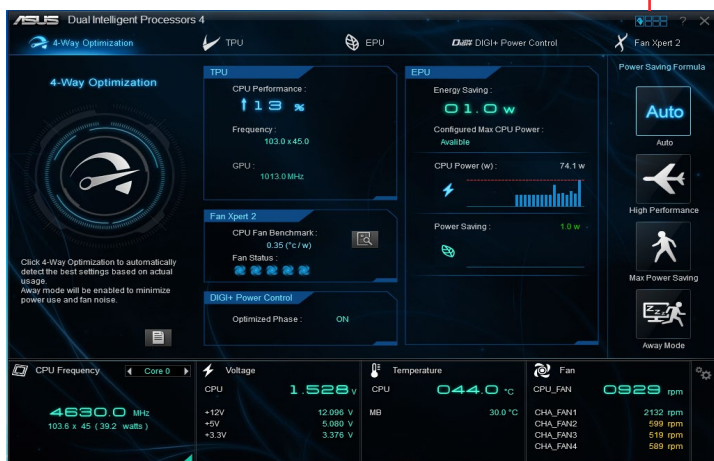 ASUS Dual Intelligent Processors 4
?
4-Way Optimization
TPU
EPU
DIGI+ DIGI+ Power Control
Fan Xpert 2
4-Way Optimization
Click 4-Way Optimization to automatically
detect the best settings based on actual
usage.
Away mode will be enabled to minimize
power use and fan noise.
TPU
CPU Performance :
13 %
Frequency :
103.0 x 45.0
GPU :
1013.0 MHz
Fan Xpert 2
CPU Fan Benchmark :
0.35 (°c / w)
Fan Status :
DIGI+ Power Control
Optimized Phase : ON
EPU
Energy Saving :
01.0 w
Configured Max CPU Power :
Avalible
CPU Power (w) : 74.1 w
Power Saving : 1.0 w
Power Saving Formula
Auto
Auto
High Performance
Max Power Saving
Away Mode
CPU Frequency Core 0
4630.0 MHz
103.6 x 45 ( 39.2 watts )
Voltage
CPU 1.528 v
+12V 12.096 v
+5V 5.080 v
+3.3V 3.376 v
Temperature
CPU 044.0 °C
MB 30.0 °C
Fan
CPU_FAN 0929 rpm
CHA_FAN1 2132 rpm
CHA_FAN2 599 rpm
CHA_FAN3 519 rpm
CHA_FAN4 589 rpm